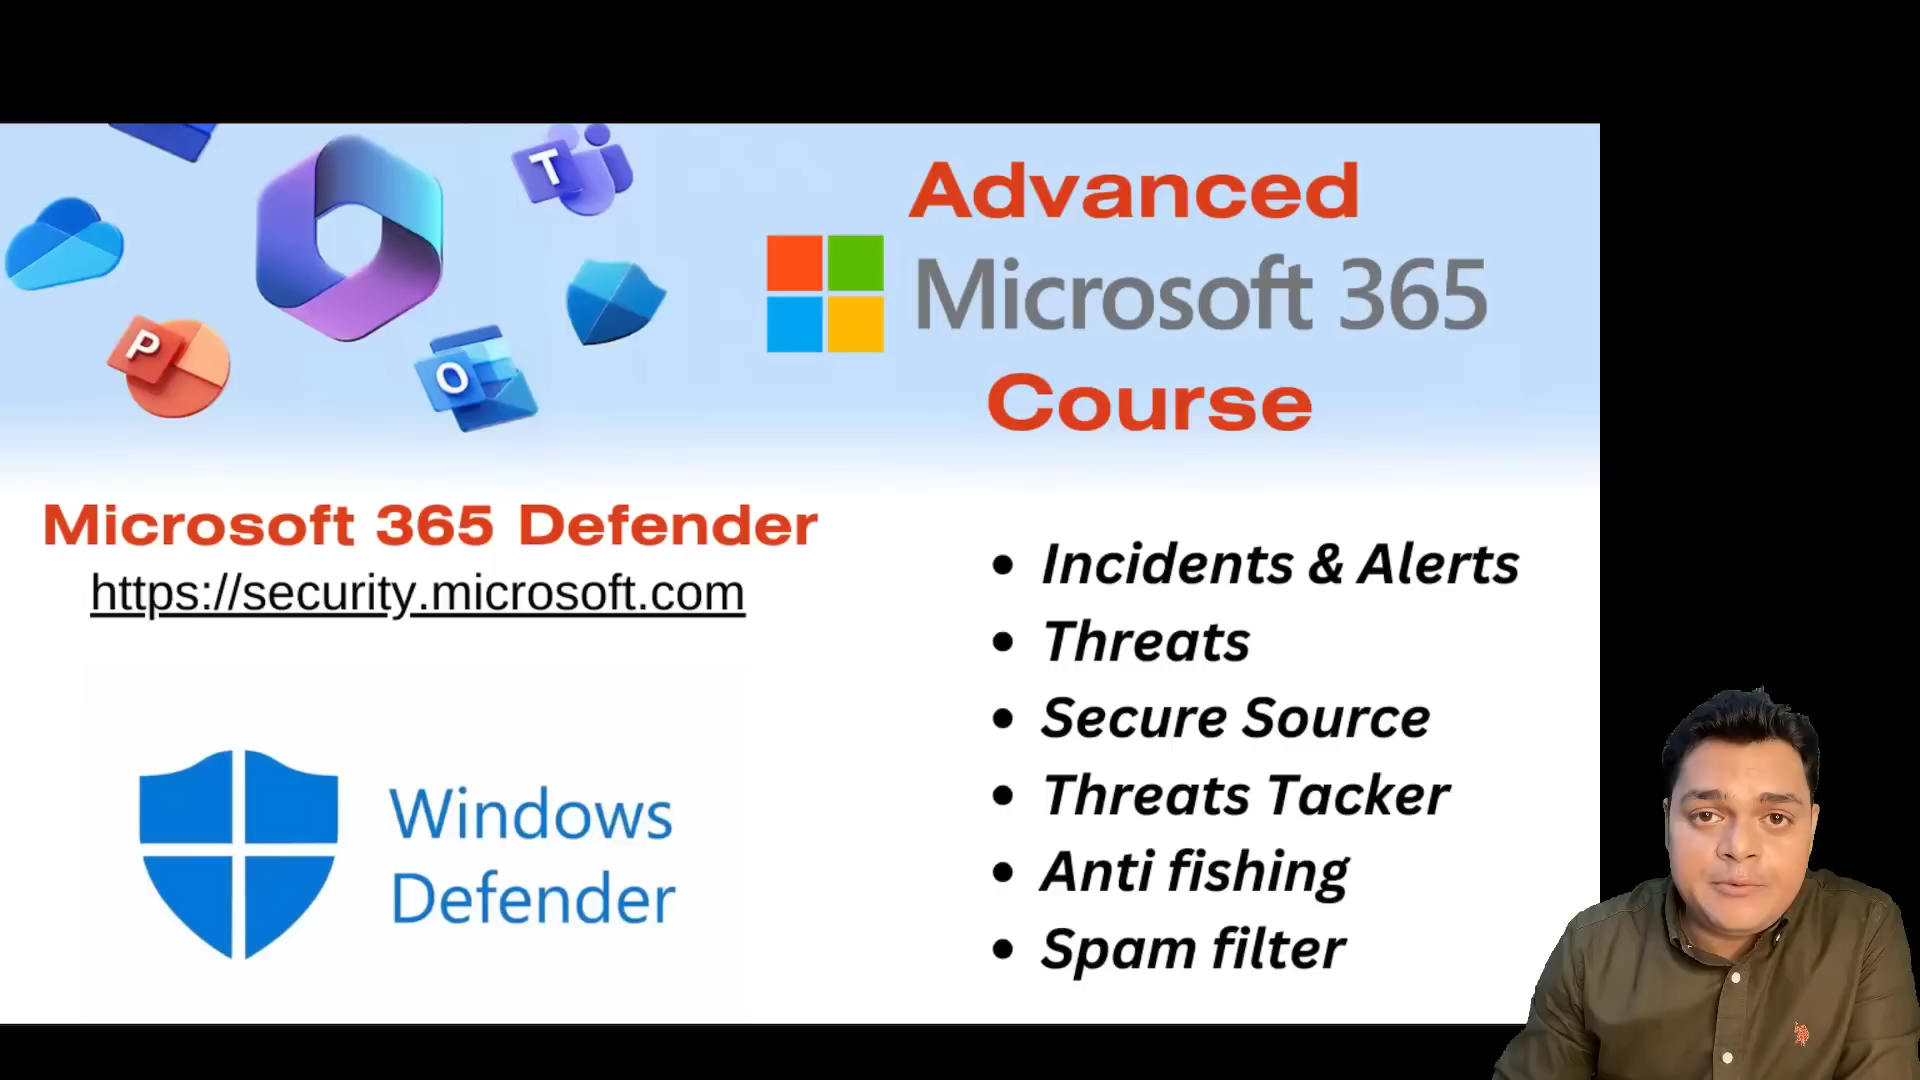 Advanced
Microsoft 365
Course
T
P
O
Microsoft 365 Defender
https://security.microsoft.com
Windows
Defender
• Incidents & Alerts
• Threats
• Secure Source
• Threats Tacker
• Anti fishing
• Spam filter